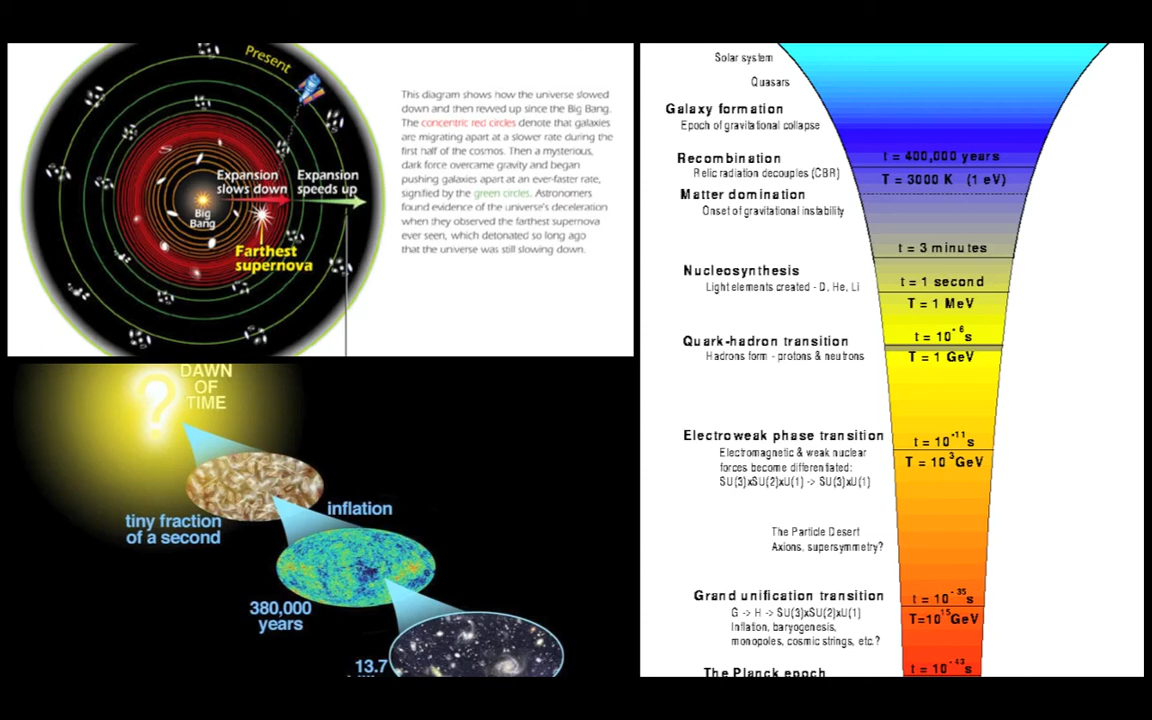 Present
Expansion
slows down
Expansion
speeds up
Big
Bang
Farthest
supernova
This diagram shows how the universe slowed
down and then revved up since the Big Bang.
The concentric red circles denote that galaxies
are migrating apart at a slower rate during the
first half of the cosmos. Then a mysterious,
dark force overcame gravity and began
pushing galaxies apart at an ever-faster rate,
signified by the green circles. Astronomers
found evidence of the universe's deceleration
when they observed the farthest supernova
ever seen, which detonated so long ago
that the universe was still slowing down.
?
DAWN
OF
TIME
tiny fraction
of a second
inflation
380,000
years
13.7
Solar system
Quasars
Galaxy formation
Epoch of gravitational collapse
Recombination
Relic radiation decouples (CBR)
Matter domination
Onset of gravitational instability
Nucleosynthesis
Light elements created - D, He, Li
Quark-hadron transition
Hadrons form - protons & neutrons
Electroweak phase transition
Electromagnetic & weak nuclear
forces become differentiated:
SU(3)xSU(2)xU(1) -> SU(3)xU(1)
The Particle Desert
Axions, supersymmetry?
Grand unification transition
G -> H -> SU(3)xSU(2)xU(1)
Inflation, baryogenesis,
monopoles, cosmic strings, etc.?
The Planck epoch
t = 400,000 years
T = 3000 K (1 eV)
t = 3 minutes
t = 1 second
T = 1 MeV
t = 10⁻⁶ s
T = 1 GeV
t = 10⁻¹¹ s
T = 10³ GeV
t = 10⁻³⁵ s
T=10¹⁵ GeV
t = 10⁻⁴³ s